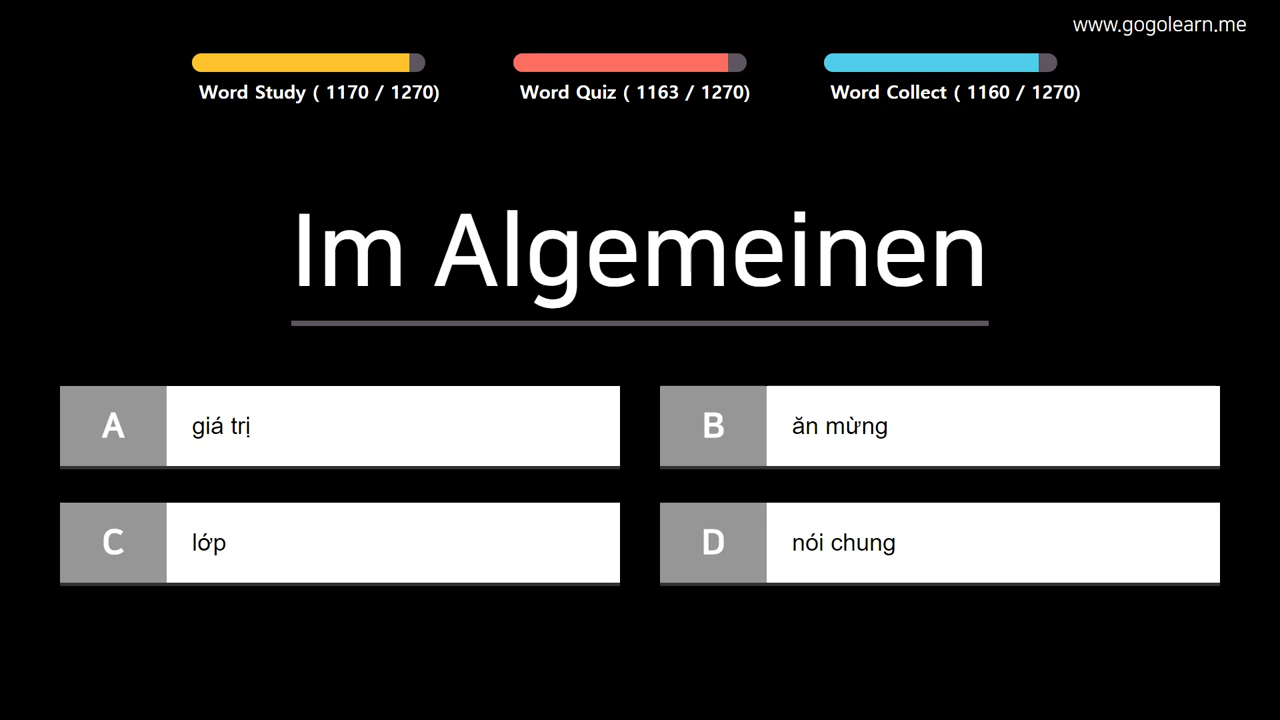 www.gogolearn.me
Word Study ( 1170 / 1270)
Word Quiz ( 1163 / 1270)
Word Collect ( 1160 / 1270)
Im Algemeinen
A giá trị
B ăn mừng
C lớp
D nói chung